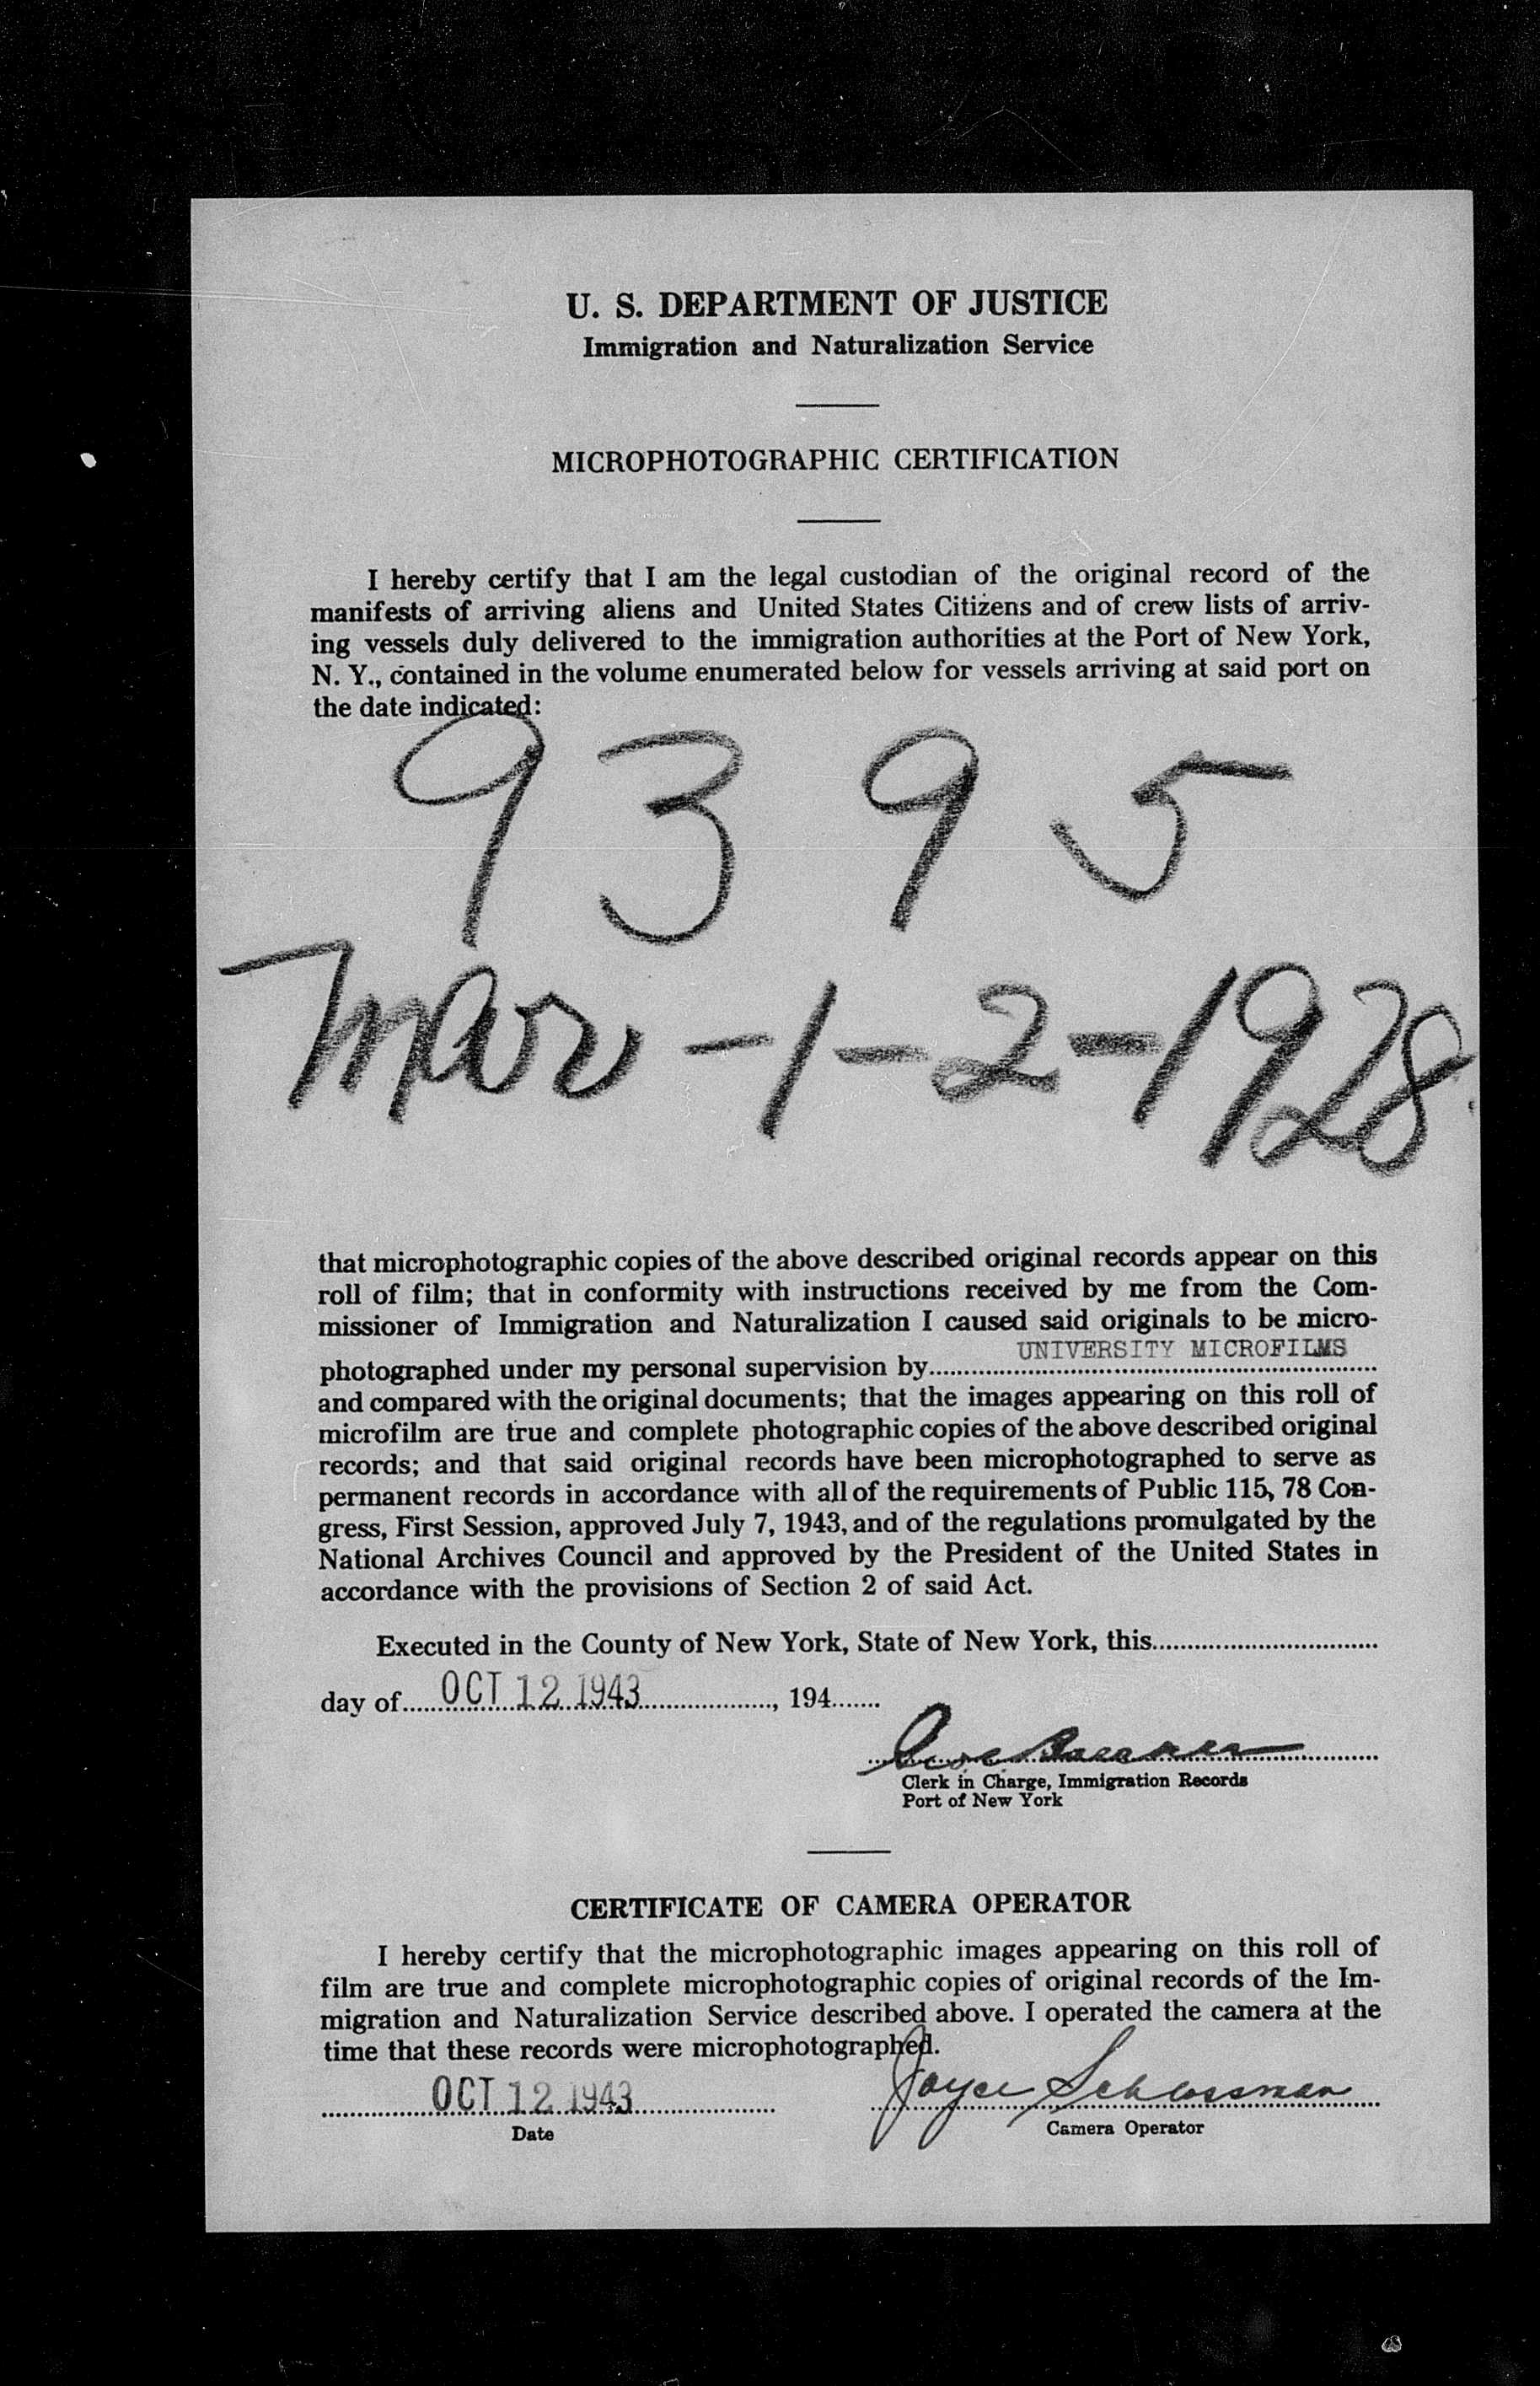 U. S. DEPARTMENT OF JUSTICE
Immigration and Naturalization Service
MICROPHOTOGRAPHIC CERTIFICATION
I hereby certify that I am the legal custodian of the original record of the
manifests of arriving aliens and United States Citizens and of crew lists of arriv-
ing vessels duly delivered to the immigration authorities at the Port of New York,
N. Y., contained in the volume enumerated below for vessels arriving at said port on
the date indicated:
9395
Mar-1-2-1928
that microphotographic copies of the above described original records appear on this
roll of film; that in conformity with instructions received by me from the Com-
missioner of Immigration and Naturalization I caused said originals to be micro-
photographed under my personal supervision by UNIVERSITY MICROFILMS
and compared with the original documents; that the images appearing on this roll of
microfilm are true and complete photographic copies of the above described original
records; and that said original records have been microphotographed to serve as
permanent records in accordance with all of the requirements of Public 115, 78 Con-
gress, First Session, approved July 7, 1943, and of the regulations promulgated by the
National Archives Council and approved by the President of the United States in
accordance with the provisions of Section 2 of said Act.
Executed in the County of New York, State of New York, this
day of OCT 12 1943, 194
Clerk in Charge, Immigration Records
Port of New York
CERTIFICATE OF CAMERA OPERATOR
I hereby certify that the microphotographic images appearing on this roll of
film are true and complete microphotographic copies of original records of the Im-
migration and Naturalization Service described above. I operated the camera at the
time that these records were microphotographed.
OCT 12 1943 Joyce Schlossman
Date Camera Operator